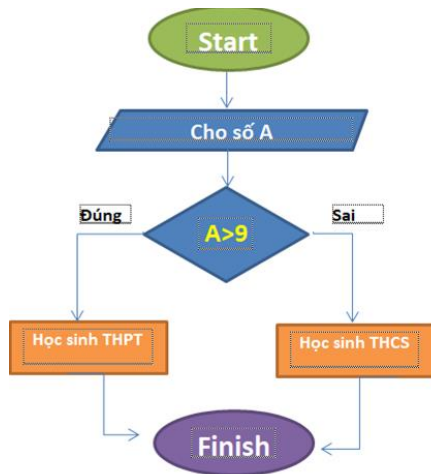 Start
Cho số A
Đúng
Sai
A>9
Học sinh THPT
Học sinh THCS
Finish